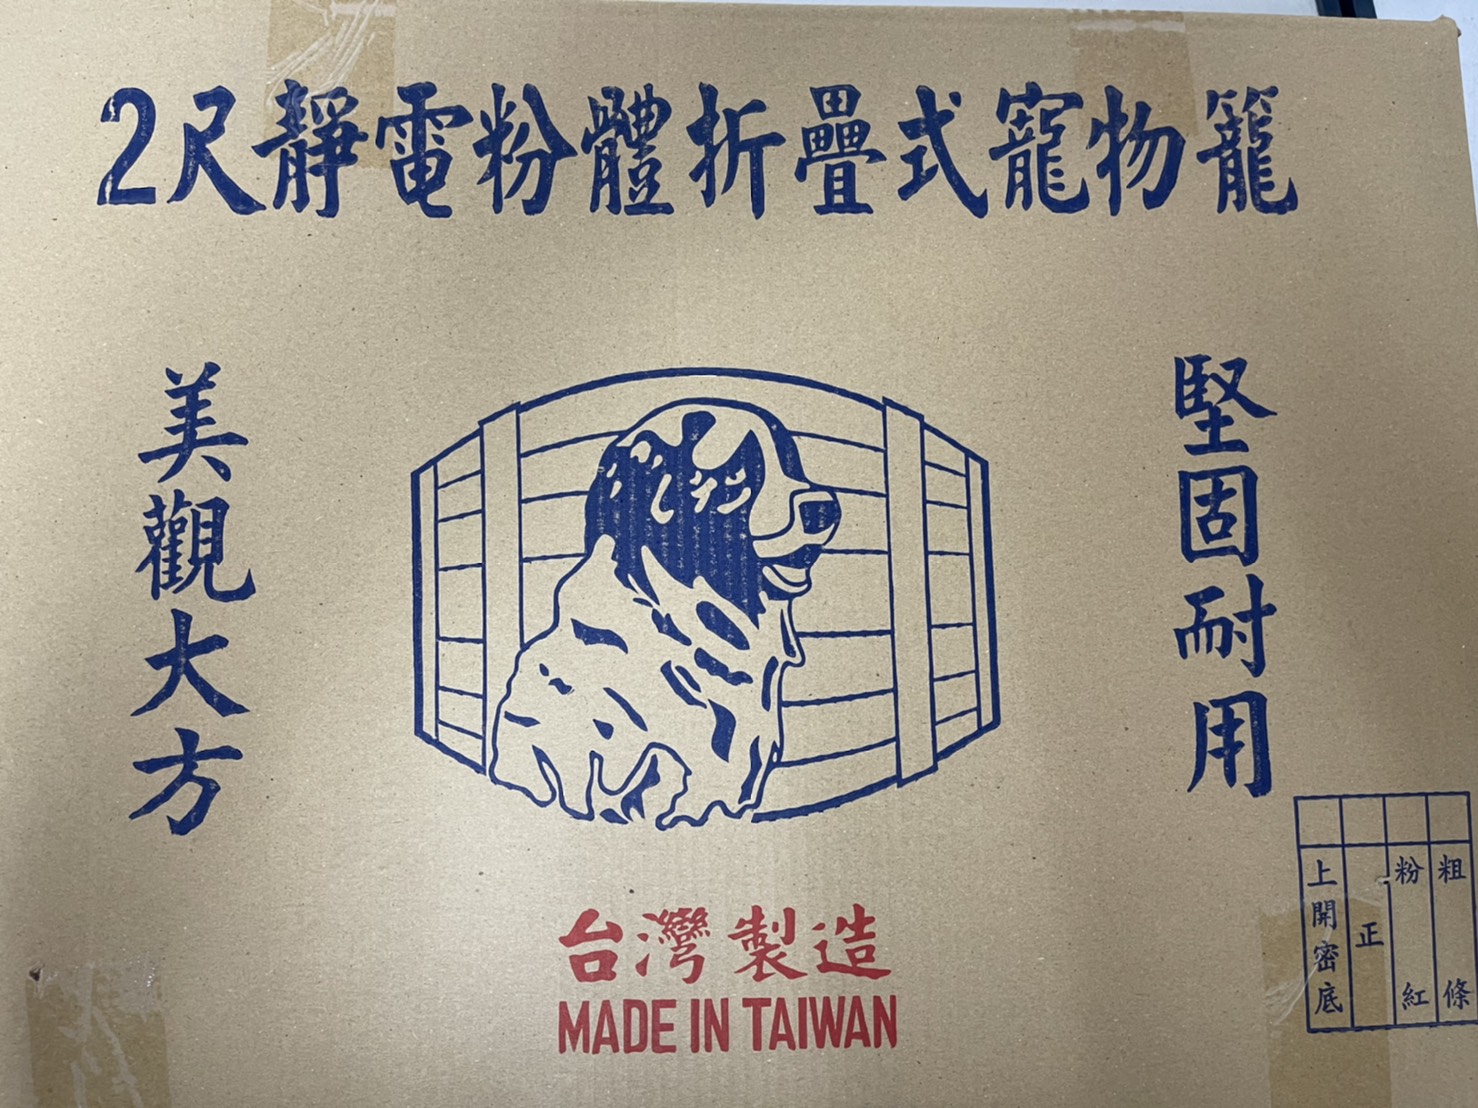 2尺靜電粉體折疊式寵物籠
堅固耐用
美觀大方
台灣製造
MADE IN TAIWAN
粗條
粉紅
正
上開密底